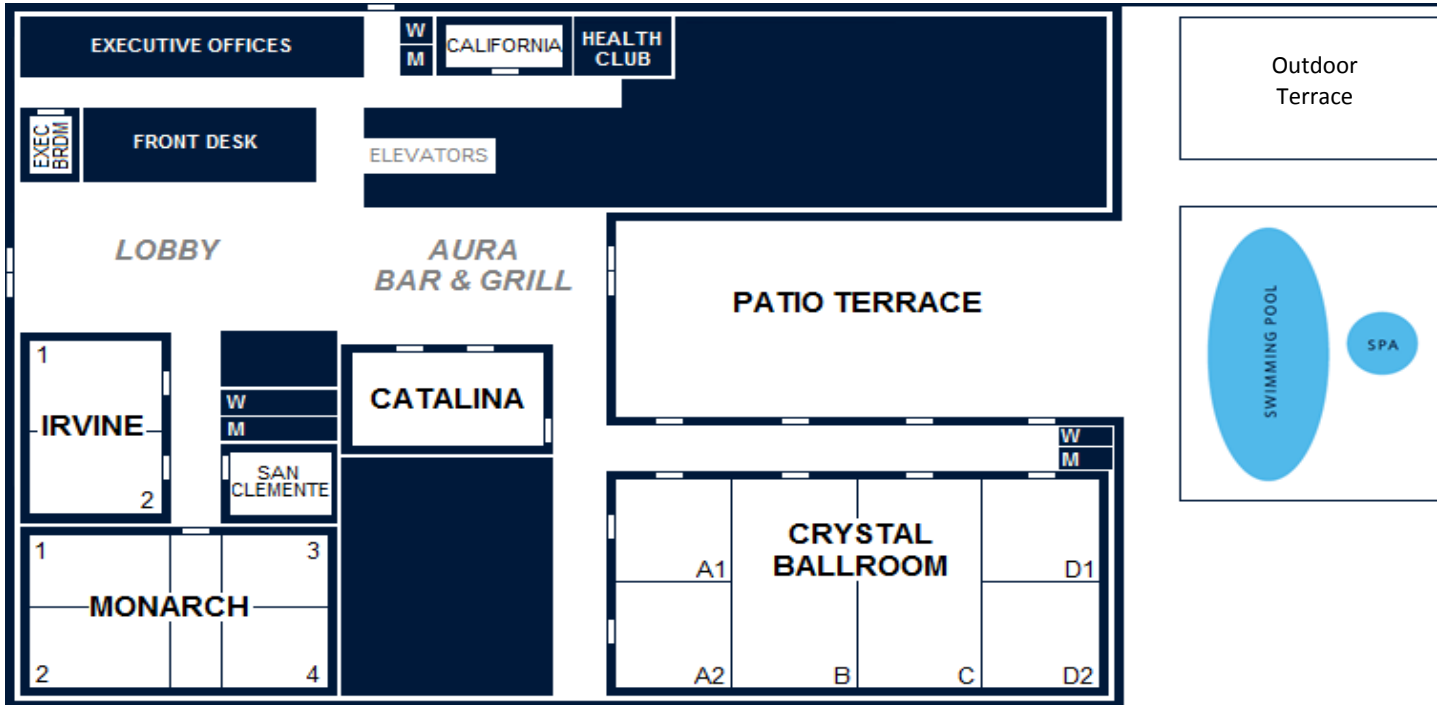 EXECUTIVE OFFICES
W
M
CALIFORNIA
HEALTH
CLUB
Outdoor
Terrace
EXEC
BRDM
FRONT DESK
ELEVATORS
LOBBY
AURA
BAR & GRILL
PATIO TERRACE
SWIMMING POOL
SPA
1
IRVINE
2
W
M
SAN
CLEMENTE
CATALINA
W
M
1
3
MONARCH
2
4
CRYSTAL
BALLROOM
A1
D1
A2
B
C
D2